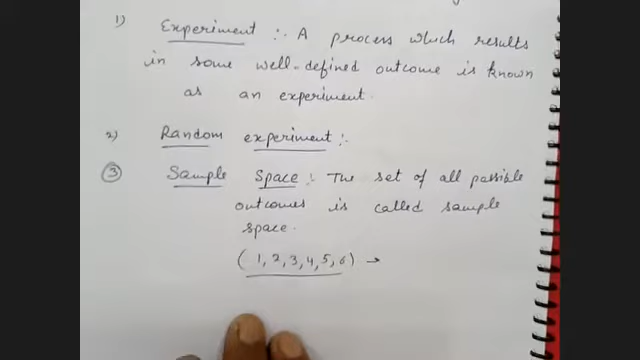 1) Experiment :. A process which results
in some well-defined outcome is known
as an experiment.
2) Random experiment :.
3 Sample Space : The set of all possible
outcomes is called sample
space.
( 1, 2, 3, 4, 5, 6) →